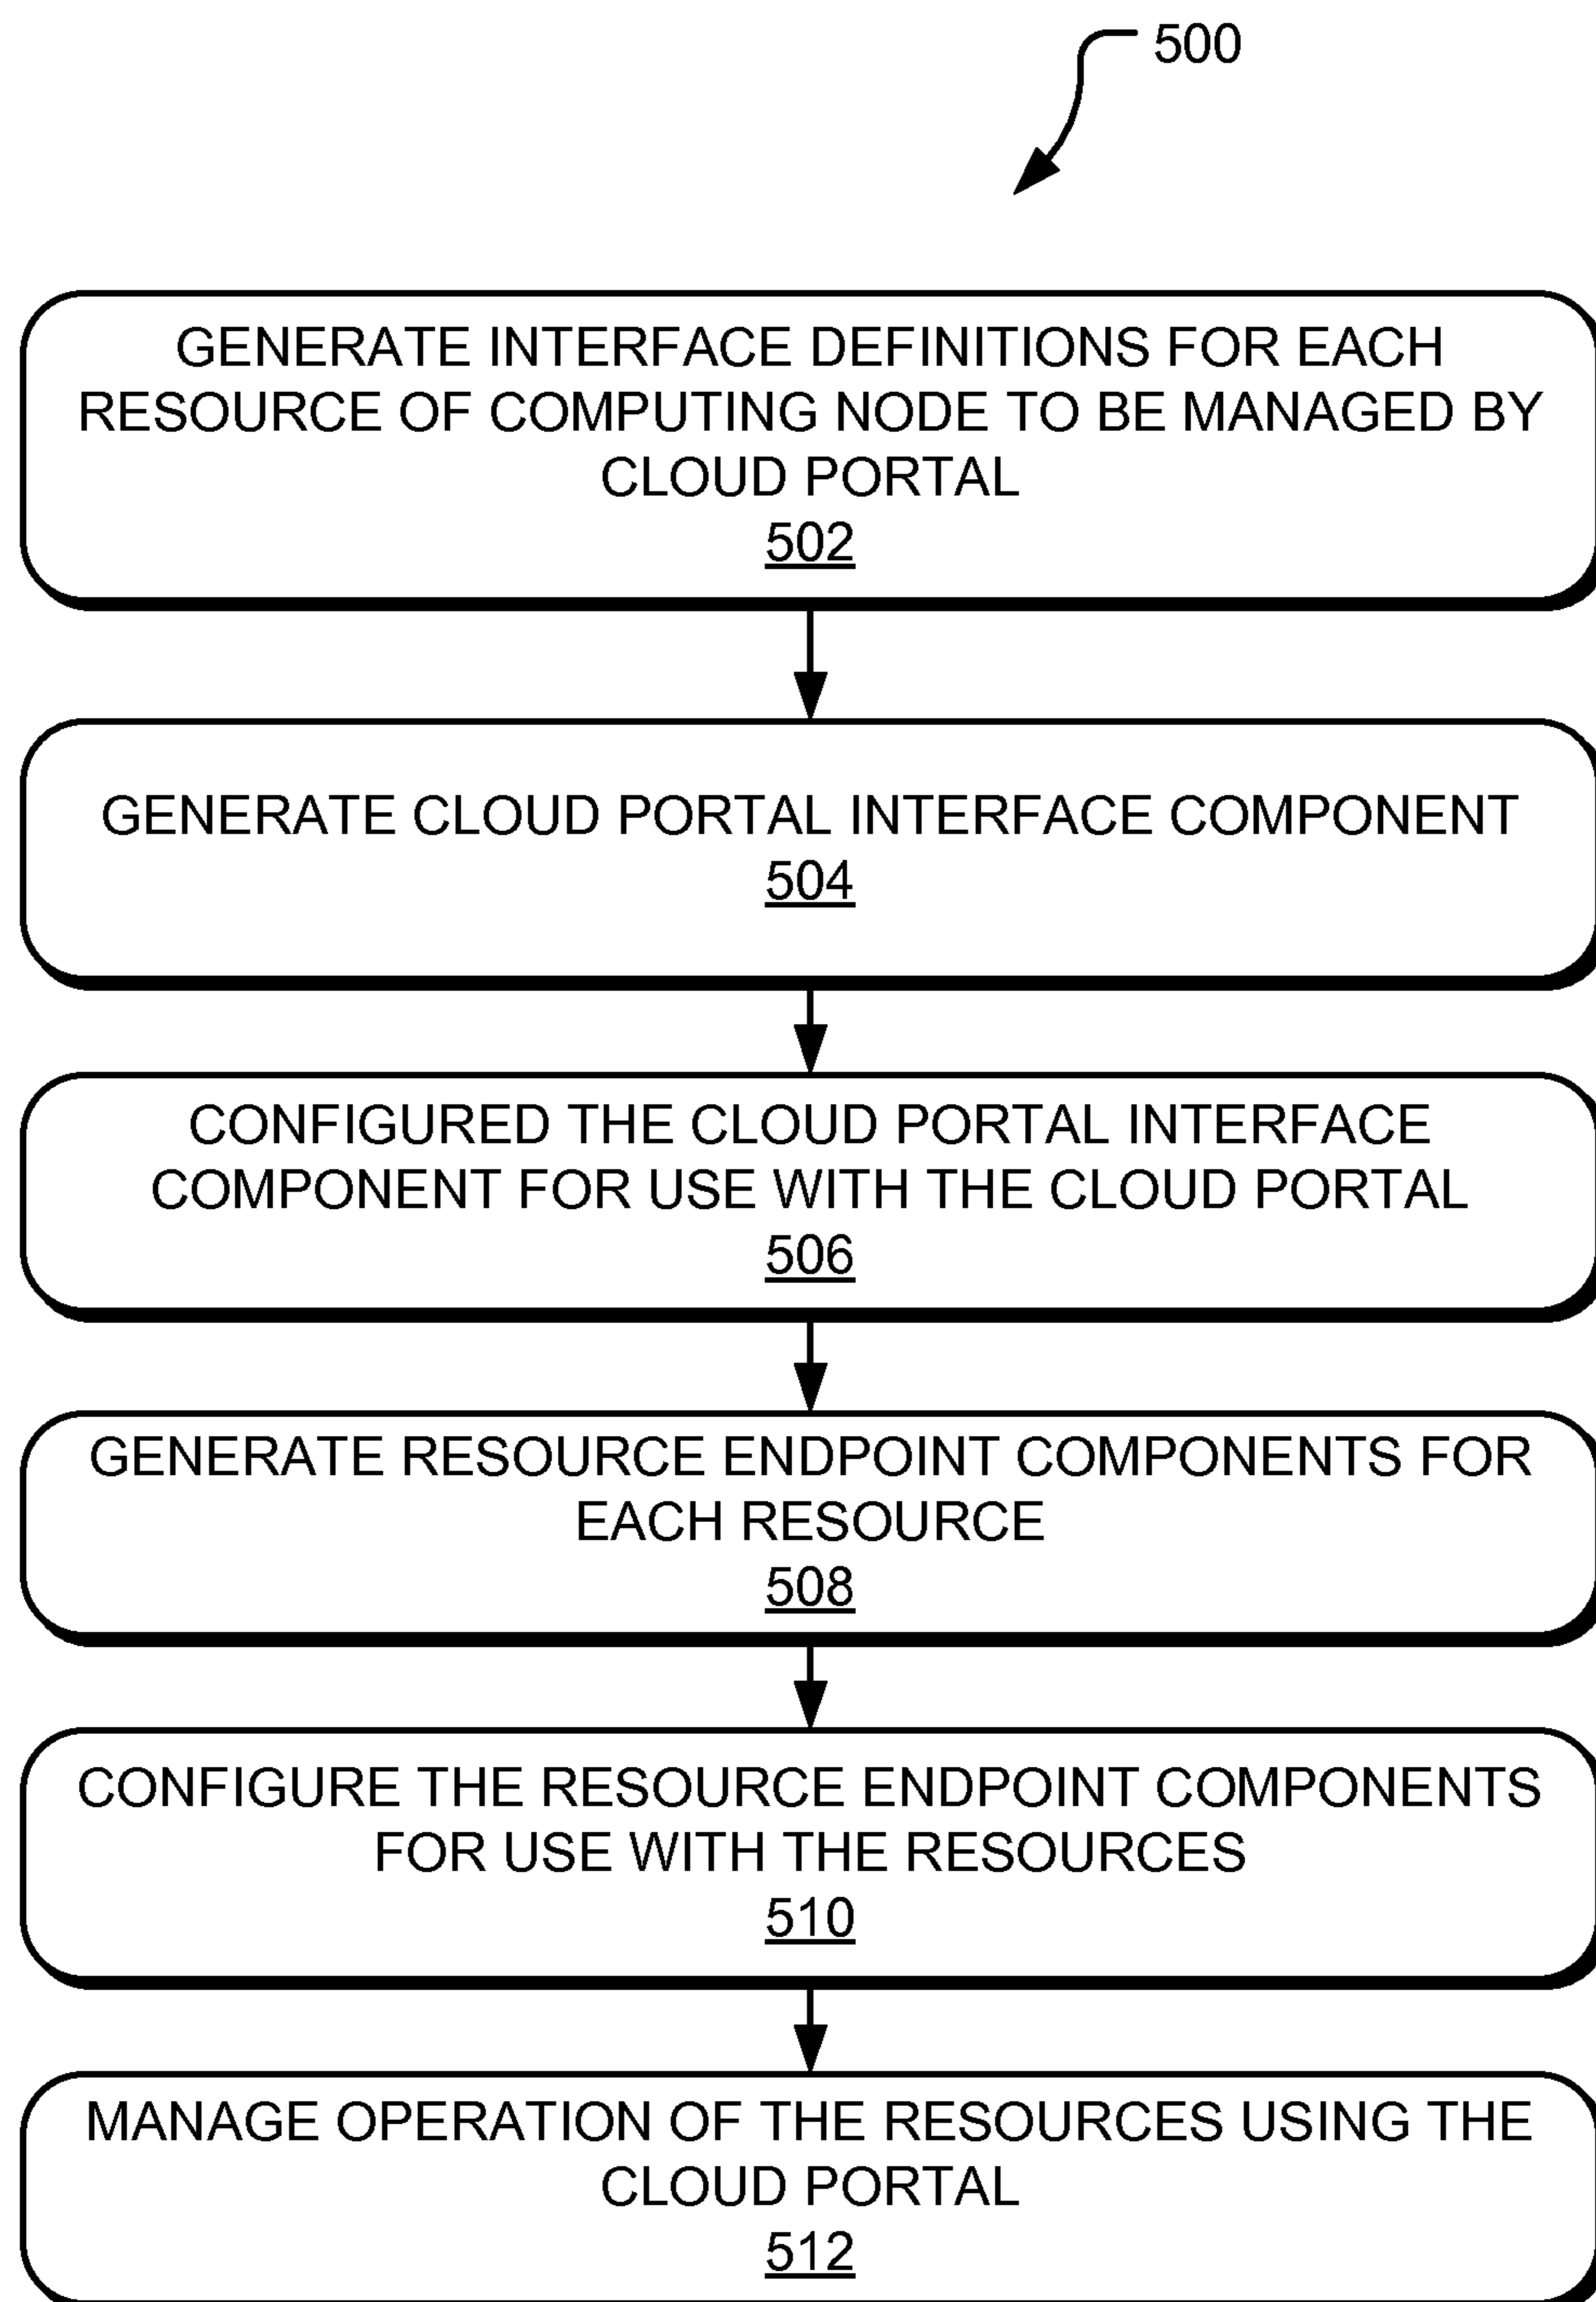 500
GENERATE INTERFACE DEFINITIONS FOR EACH
RESOURCE OF COMPUTING NODE TO BE MANAGED BY
CLOUD PORTAL
502
GENERATE CLOUD PORTAL INTERFACE COMPONENT
504
CONFIGURED THE CLOUD PORTAL INTERFACE
COMPONENT FOR USE WITH THE CLOUD PORTAL
506
GENERATE RESOURCE ENDPOINT COMPONENTS FOR
EACH RESOURCE
508
CONFIGURE THE RESOURCE ENDPOINT COMPONENTS
FOR USE WITH THE RESOURCES
510
MANAGE OPERATION OF THE RESOURCES USING THE
CLOUD PORTAL
512